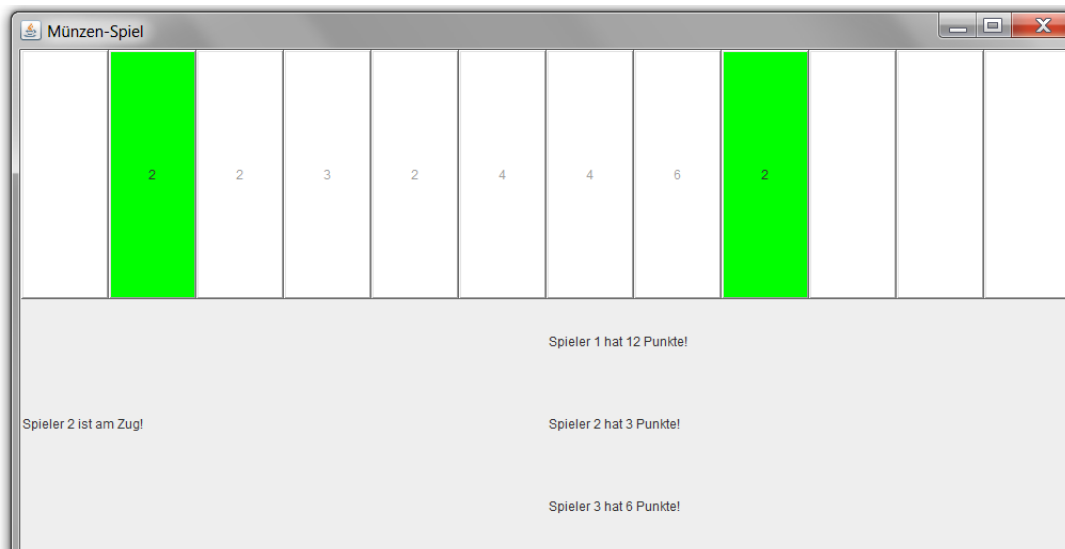 Münzen-Spiel
2 2 3 2 4 4 6 2
Spieler 1 hat 12 Punkte!
Spieler 2 ist am Zug! Spieler 2 hat 3 Punkte!
Spieler 3 hat 6 Punkte!